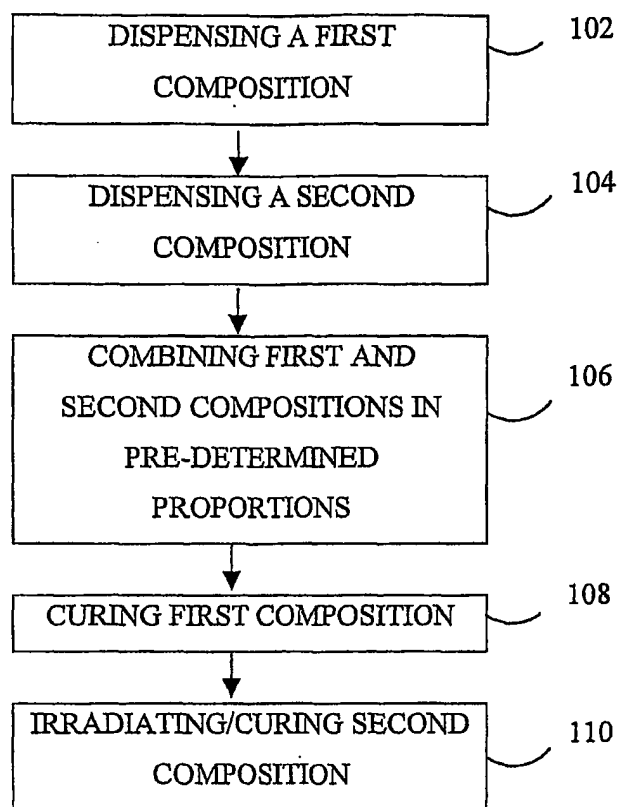 DISPENSING A FIRST
COMPOSITION
102
DISPENSING A SECOND
COMPOSITION
104
COMBINING FIRST AND
SECOND COMPOSITIONS IN
PRE-DETERMINED
PROPORTIONS
106
CURING FIRST COMPOSITION
108
IRRADIATING/CURING SECOND
COMPOSITION
110